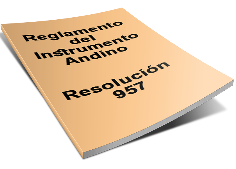 Reglamento
del
Instrumento
Andino
Resolución
957